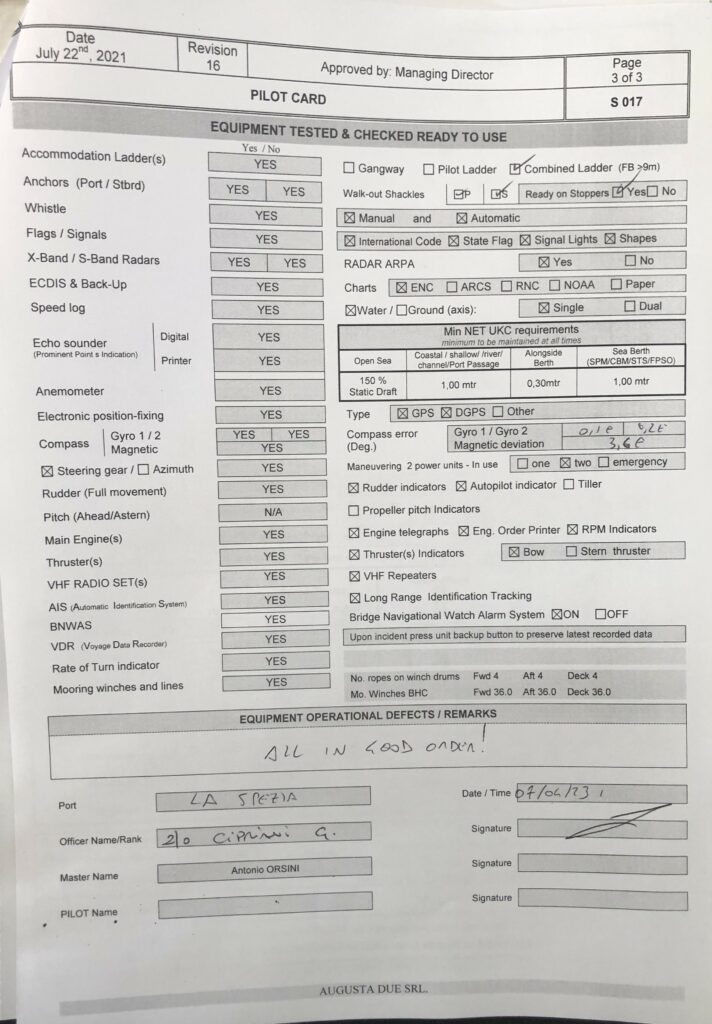 Date
July 22nd, 2021
Revision
16
Approved by: Managing Director
Page
3 of 3
PILOT CARD
S 017
EQUIPMENT TESTED & CHECKED READY TO USE
Yes / No
Accommodation Ladder(s) YES ☐ Gangway ☐ Pilot Ladder ☑ Combined Ladder (FB >9m)
Anchors (Port / Stbrd) YES YES Walk-out Shackles ☑P ☑S Ready on Stoppers ☑Yes ☐ No
Whistle YES ☒ Manual and ☒ Automatic
Flags / Signals YES ☒ International Code ☒ State Flag ☒ Signal Lights ☒ Shapes
X-Band / S-Band Radars YES YES RADAR ARPA ☒ Yes ☐ No
ECDIS & Back-Up YES Charts ☒ ENC ☐ ARCS ☐ RNC ☐ NOAA ☐ Paper
Speed log YES ☒Water / ☐Ground (axis): ☒ Single ☐ Dual
Echo sounder
(Prominent Point s Indication)
Digital YES
Printer YES
Min NET UKC requirements
minimum to be maintained at all times
Open Sea
Coastal / shallow/ /river/ channel/Port Passage
Alongside Berth
Sea Berth (SPM/CBM/STS/FPSO)
150 % Static Draft
1,00 mtr
0,30mtr
1,00 mtr
Anemometer YES
Electronic position-fixing YES Type ☒ GPS ☒ DGPS ☐ Other
Compass
Gyro 1 / 2 YES YES
Magnetic YES
Compass error (Deg.)
Gyro 1 / Gyro 2 0,1E 0,2E
Magnetic deviation 3,6E
☒ Steering gear / ☐ Azimuth YES Maneuvering 2 power units - In use ☐ one ☒ two ☐ emergency
Rudder (Full movement) YES ☒ Rudder indicators ☒ Autopilot indicator ☐ Tiller
Pitch (Ahead/Astern) N/A ☐ Propeller pitch Indicators
Main Engine(s) YES ☒ Engine telegraphs ☒ Eng. Order Printer ☒ RPM Indicators
Thruster(s) YES ☒ Thruster(s) Indicators ☒ Bow ☐ Stern thruster
VHF RADIO SET(s) YES ☒ VHF Repeaters
AIS (Automatic Identification System) YES ☒ Long Range Identification Tracking
BNWAS YES Bridge Navigational Watch Alarm System ☒ON ☐OFF
VDR (Voyage Data Recorder) YES Upon incident press unit backup button to preserve latest recorded data
Rate of Turn indicator YES
Mooring winches and lines YES
No. ropes on winch drums Fwd 4 Aft 4 Deck 4
Mo. Winches BHC Fwd 36.0 Aft 36.0 Deck 36.0
EQUIPMENT OPERATIONAL DEFECTS / REMARKS
ALL IN GOOD ORDER!
Port LA SPEZIA Date / Time 07/04/23
Officer Name/Rank 2/o CIPRIANI G. Signature
Master Name Antonio ORSINI Signature
PILOT Name Signature
AUGUSTA DUE SRL.